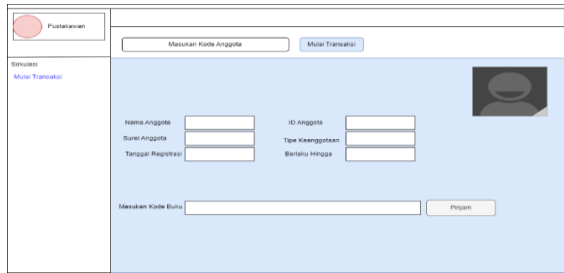 Pustakawan
Masukan Kode Anggota
Mulai Transaksi
Sirkulasi
Mulai Transaksi
Nama Anggota
ID Anggota
Surel Anggota
Tipe Keanggotaan
Tanggal Registrasi
Berlaku Hingga
Masukan Kode Buku
Pinjam